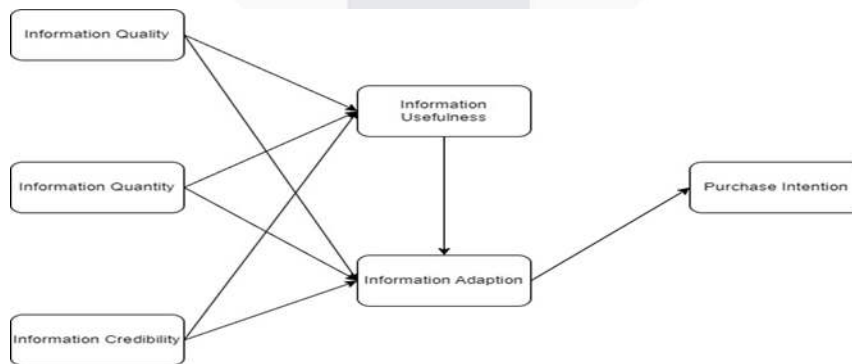 Information Quality
Information
Usefulness
Information Quantity
Purchase Intention
Information Adaption
Information Credibility